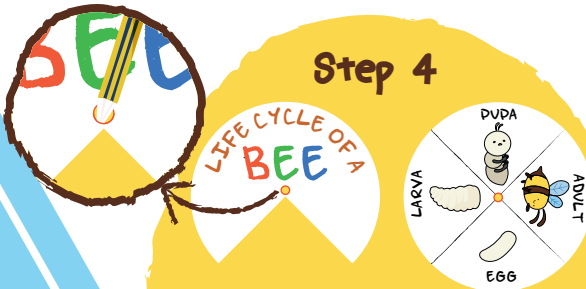 BEE
Step 4
LIFE CYCLE OF A
BEE
PUPA
LARVA
ADULT
EGG